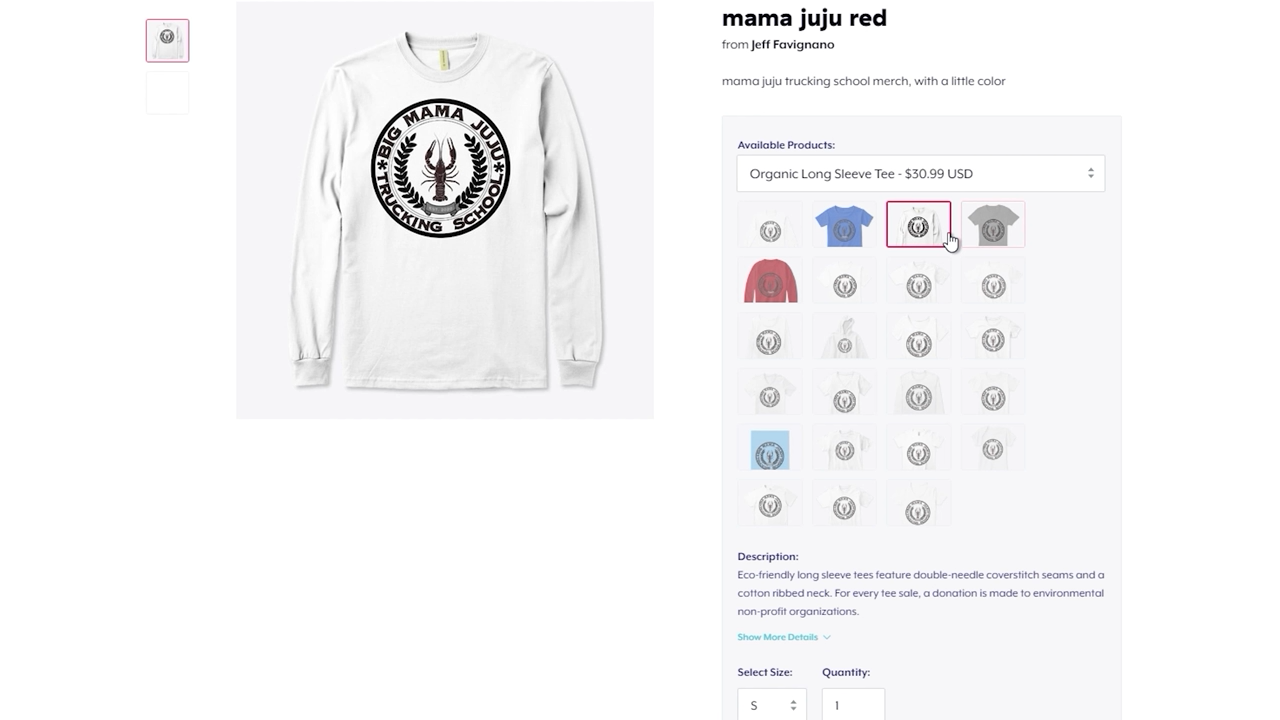 mama juju red
from Jeff Favignano
mama juju trucking school merch, with a little color
BIG MAMA JUJU
TRUCKING SCHOOL
Available Products:
Organic Long Sleeve Tee - $30.99 USD
Description:
Eco-friendly long sleeve tees feature double-needle coverstitch seams and a
cotton ribbed neck. For every tee sale, a donation is made to environmental
non-profit organizations.
Show More Details
Select Size:
Quantity:
S
1